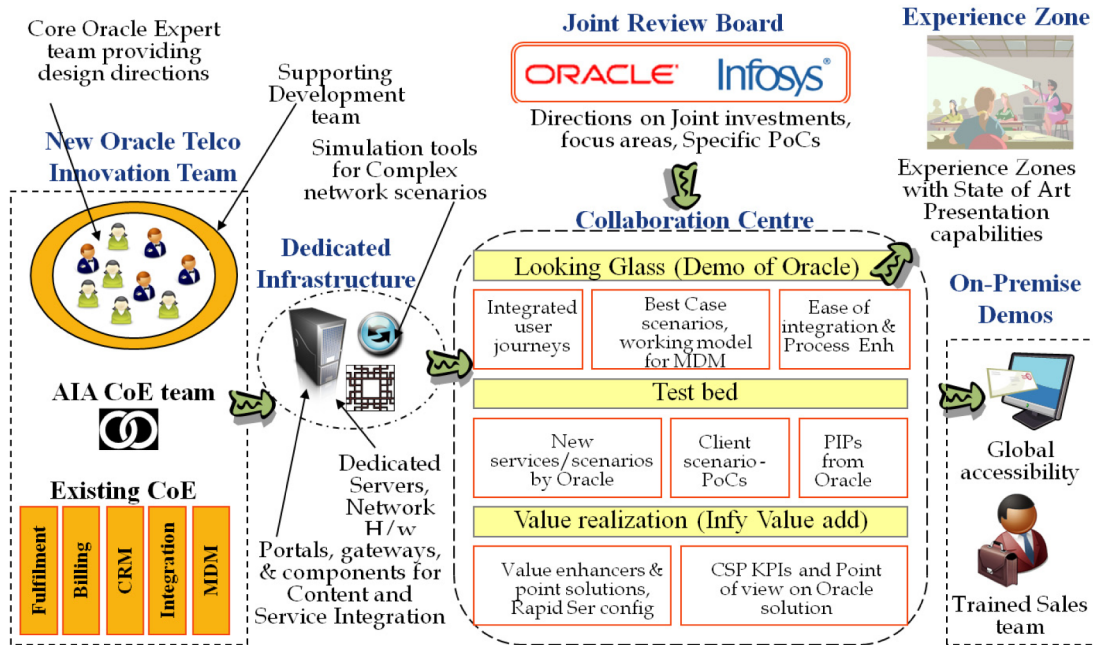 Core Oracle Expert
team providing
design directions
Supporting
Development
team
New Oracle Telco
Innovation Team
Simulation tools
for Complex
network scenarios
Joint Review Board
ORACLE®
Infosys®
Directions on Joint investments,
focus areas, Specific PoCs
Experience Zone
Experience Zones
with State of Art
Presentation
capabilities
Dedicated
Infrastructure
AIA CoE team
Existing CoE
Fulfilment
Billing
CRM
Integration
MDM
Dedicated
Servers,
Network
H/w
Portals, gateways,
& components for
Content and
Service Integration
Collaboration Centre
Looking Glass (Demo of Oracle)
Integrated
user
journeys
Best Case
scenarios,
working model
for MDM
Ease of
integration &
Process Enh
Test bed
New
services/scenarios
by Oracle
Client
scenario-
PoCs
PIPs
from
Oracle
Value realization (Infy Value add)
Value enhancers &
point solutions,
Rapid Ser config
CSP KPIs and Point
of view on Oracle
solution
On-Premise
Demos
Global
accessibility
Trained Sales
team